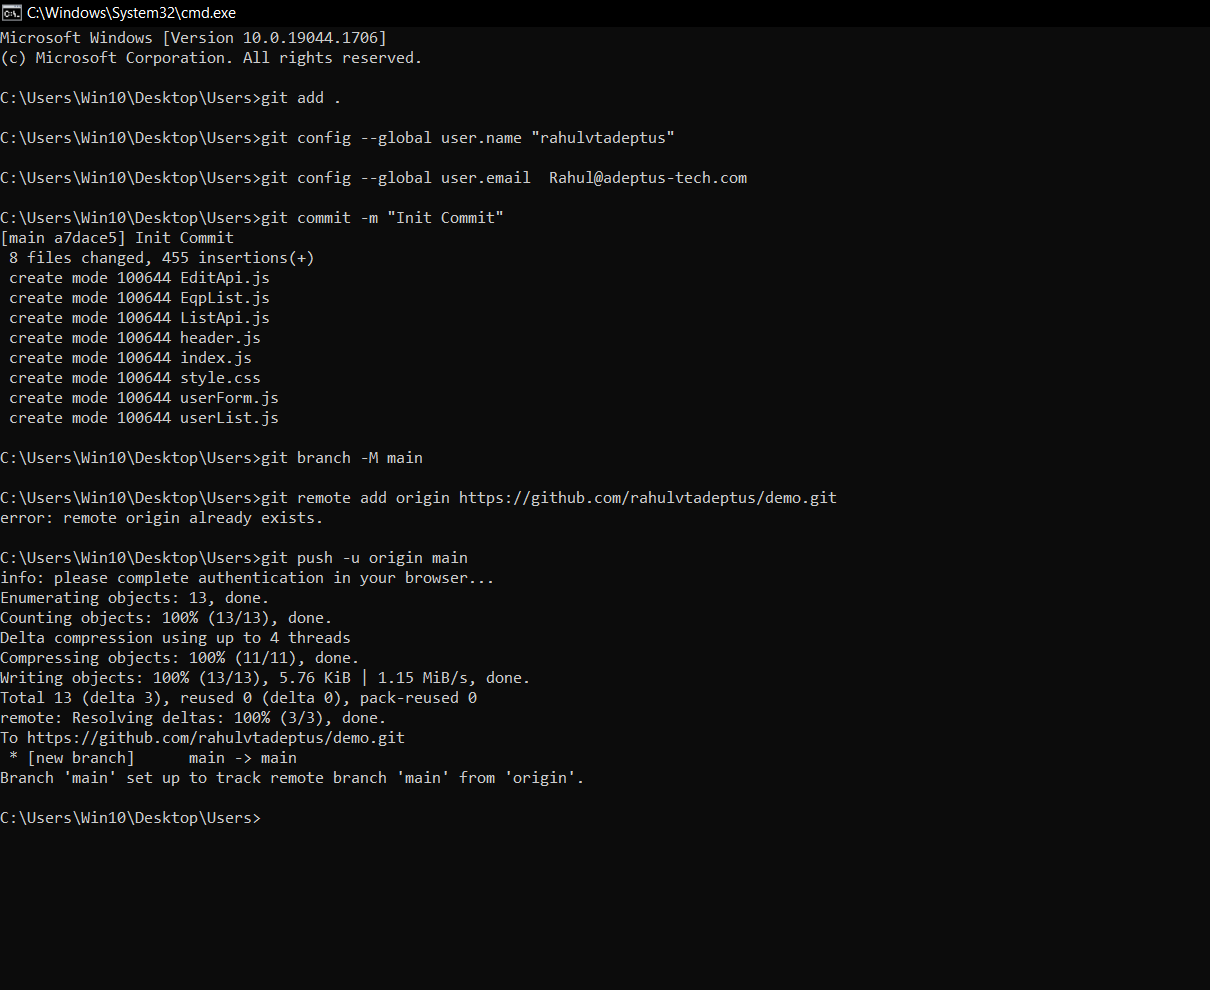 C:\Windows\System32\cmd.exe
Microsoft Windows [Version 10.0.19044.1706]
(c) Microsoft Corporation. All rights reserved.
C:\Users\Win10\Desktop\Users>git add .
C:\Users\Win10\Desktop\Users>git config --global user.name "rahulvtadeptus"
C:\Users\Win10\Desktop\Users>git config --global user.email  Rahul@adeptus-tech.com
C:\Users\Win10\Desktop\Users>git commit -m "Init Commit"
[main a7dace5] Init Commit
 8 files changed, 455 insertions(+)
 create mode 100644 EditApi.js
 create mode 100644 EqpList.js
 create mode 100644 ListApi.js
 create mode 100644 header.js
 create mode 100644 index.js
 create mode 100644 style.css
 create mode 100644 userForm.js
 create mode 100644 userList.js
C:\Users\Win10\Desktop\Users>git branch -M main
C:\Users\Win10\Desktop\Users>git remote add origin https://github.com/rahulvtadeptus/demo.git
error: remote origin already exists.
C:\Users\Win10\Desktop\Users>git push -u origin main
info: please complete authentication in your browser...
Enumerating objects: 13, done.
Counting objects: 100% (13/13), done.
Delta compression using up to 4 threads
Compressing objects: 100% (11/11), done.
Writing objects: 100% (13/13), 5.76 KiB | 1.15 MiB/s, done.
Total 13 (delta 3), reused 0 (delta 0), pack-reused 0
remote: Resolving deltas: 100% (3/3), done.
To https://github.com/rahulvtadeptus/demo.git
 * [new branch]      main -> main
Branch 'main' set up to track remote branch 'main' from 'origin'.
C:\Users\Win10\Desktop\Users>